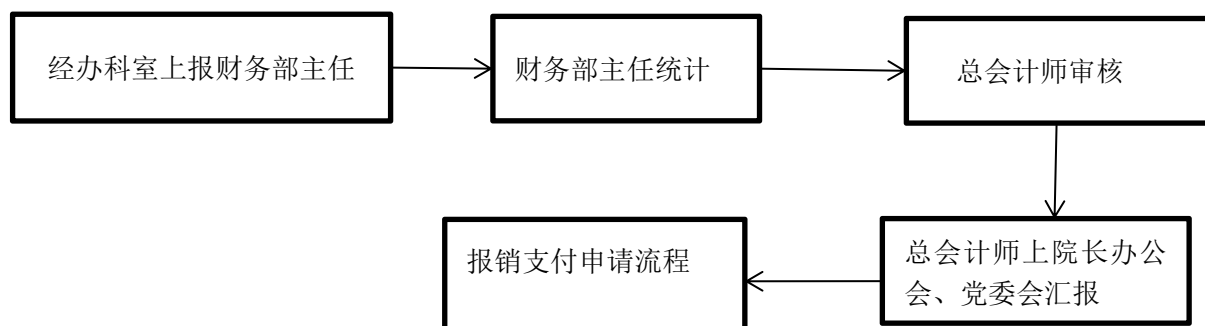 经办科室上报财务部主任
财务部主任统计
总会计师审核
总会计师上院长办公
会、党委会汇报
报销支付申请流程